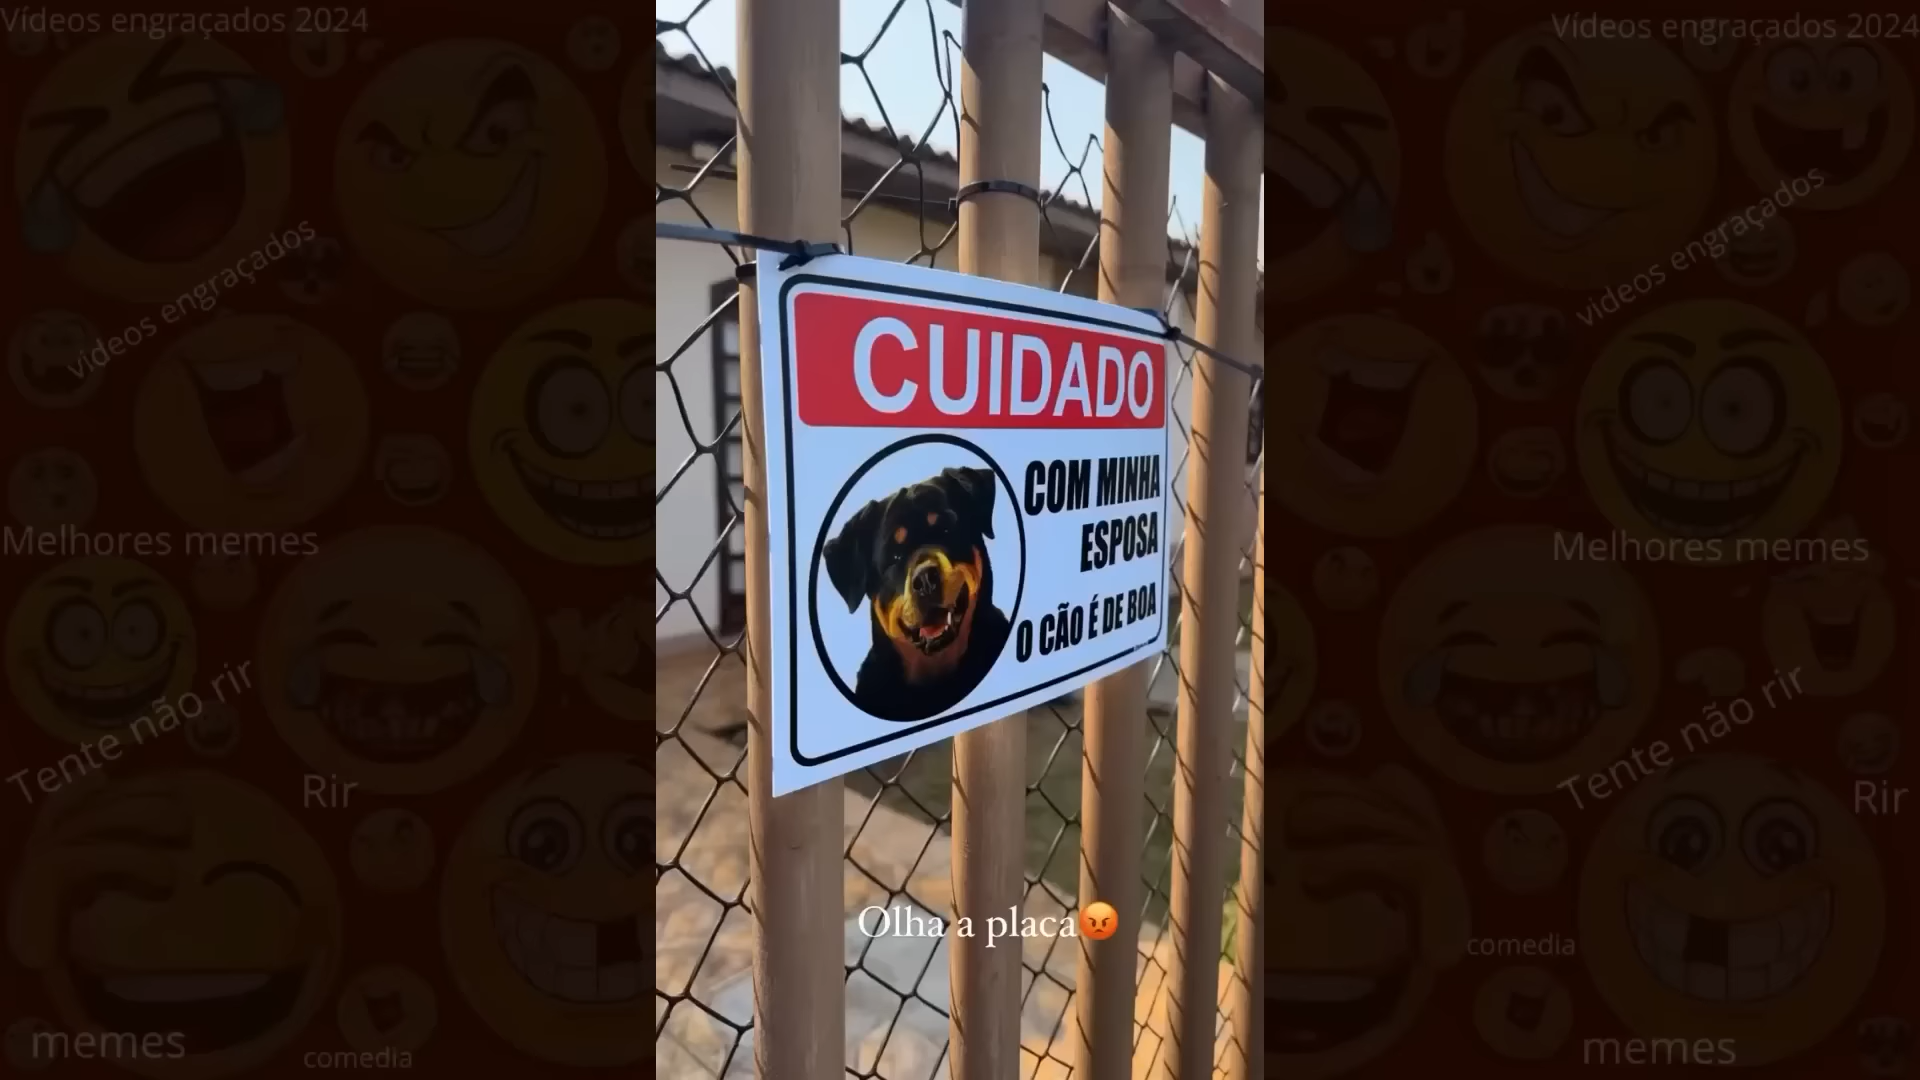 Vídeos engraçados 2024
vídeos engraçados
Melhores memes
Tente não rir
Rir
memes
comedia
CUIDADO
COM MINHA
ESPOSA
O CÃO É DE BOA
Olha a placa😡
Vídeos engraçados 2024
vídeos engraçados
Melhores memes
Tente não rir
Rir
comedia
memes